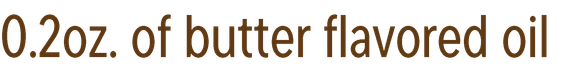 0.2oz. of butter flavored oil